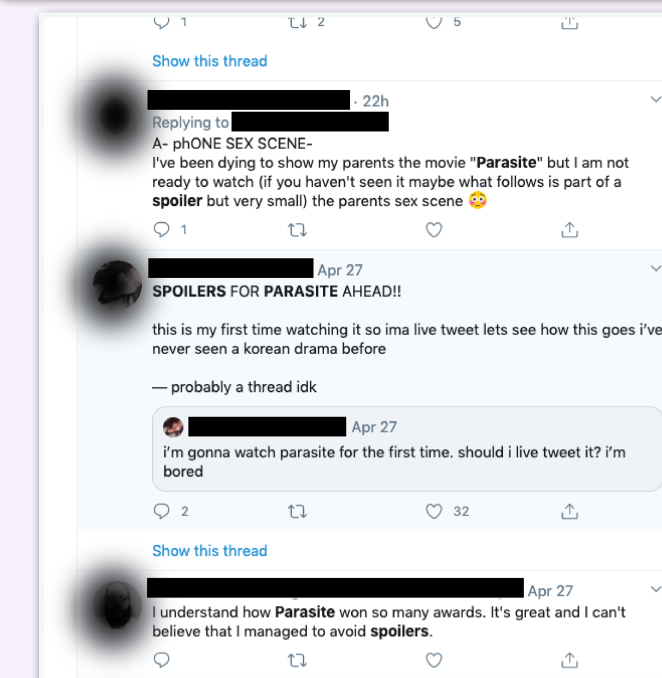 1 2 5
Show this thread
· 22h
Replying to
A- phONE SEX SCENE-
I've been dying to show my parents the movie "Parasite" but I am not
ready to watch (if you haven't seen it maybe what follows is part of a
spoiler but very small) the parents sex scene 😳
1
Apr 27
SPOILERS FOR PARASITE AHEAD!!
this is my first time watching it so ima live tweet lets see how this goes i've
never seen a korean drama before
— probably a thread idk
Apr 27
i'm gonna watch parasite for the first time. should i live tweet it? i'm
bored
2 32
Show this thread
Apr 27
I understand how Parasite won so many awards. It's great and I can't
believe that I managed to avoid spoilers.